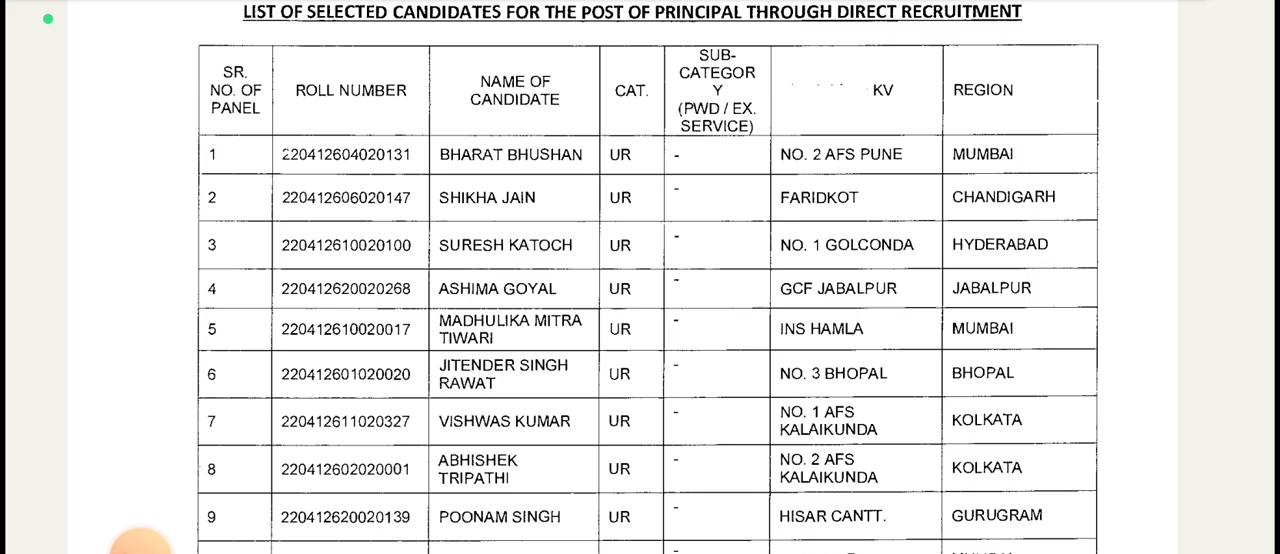 LIST OF SELECTED CANDIDATES FOR THE POST OF PRINCIPAL THROUGH DIRECT RECRUITMENT
SR. NO. OF PANEL ROLL NUMBER NAME OF CANDIDATE CAT. SUB-CATEGORY (PWD / EX. SERVICE) KV REGION
1 220412604020131 BHARAT BHUSHAN UR - NO. 2 AFS PUNE MUMBAI
2 220412606020147 SHIKHA JAIN UR - FARIDKOT CHANDIGARH
3 220412610020100 SURESH KATOCH UR - NO. 1 GOLCONDA HYDERABAD
4 220412620020268 ASHIMA GOYAL UR - GCF JABALPUR JABALPUR
5 220412610020017 MADHULIKA MITRA TIWARI UR - INS HAMLA MUMBAI
6 220412601020020 JITENDER SINGH RAWAT UR - NO. 3 BHOPAL BHOPAL
7 220412611020327 VISHWAS KUMAR UR - NO. 1 AFS KALAIKUNDA KOLKATA
8 220412602020001 ABHISHEK TRIPATHI UR - NO. 2 AFS KALAIKUNDA KOLKATA
9 220412620020139 POONAM SINGH UR - HISAR CANTT. GURUGRAM